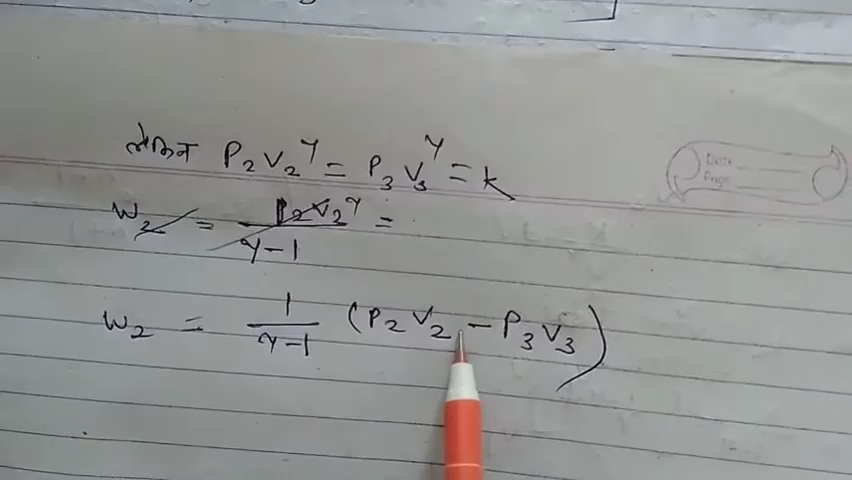 लेकिन P₂V₂^γ = P₃V₃^γ = k
W₂ = P₂V₂^γ / γ-1 =
W₂ = 1/γ-1 (P₂V₂ - P₃V₃)